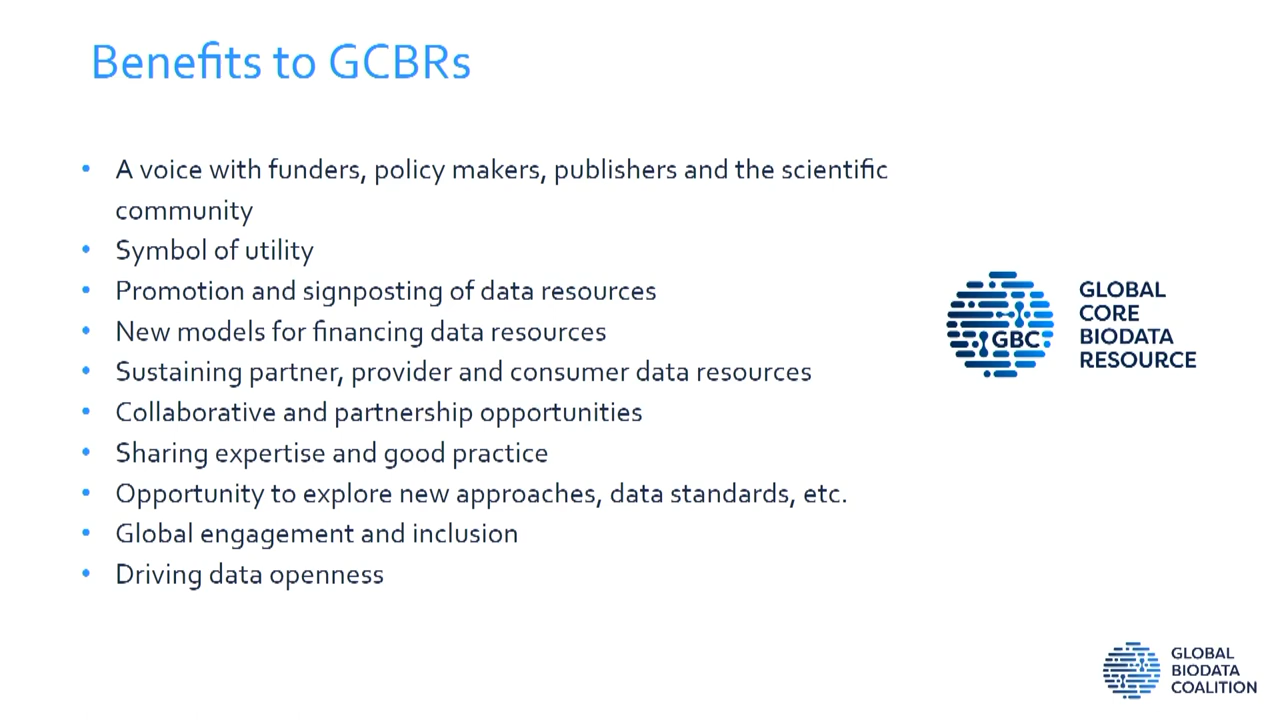 Benefits to GCBRs
• A voice with funders, policy makers, publishers and the scientific
community
• Symbol of utility
• Promotion and signposting of data resources
• New models for financing data resources
• Sustaining partner, provider and consumer data resources
• Collaborative and partnership opportunities
• Sharing expertise and good practice
• Opportunity to explore new approaches, data standards, etc.
• Global engagement and inclusion
• Driving data openness
GBC
GLOBAL
CORE
BIODATA
RESOURCE
GLOBAL
BIODATA
COALITION